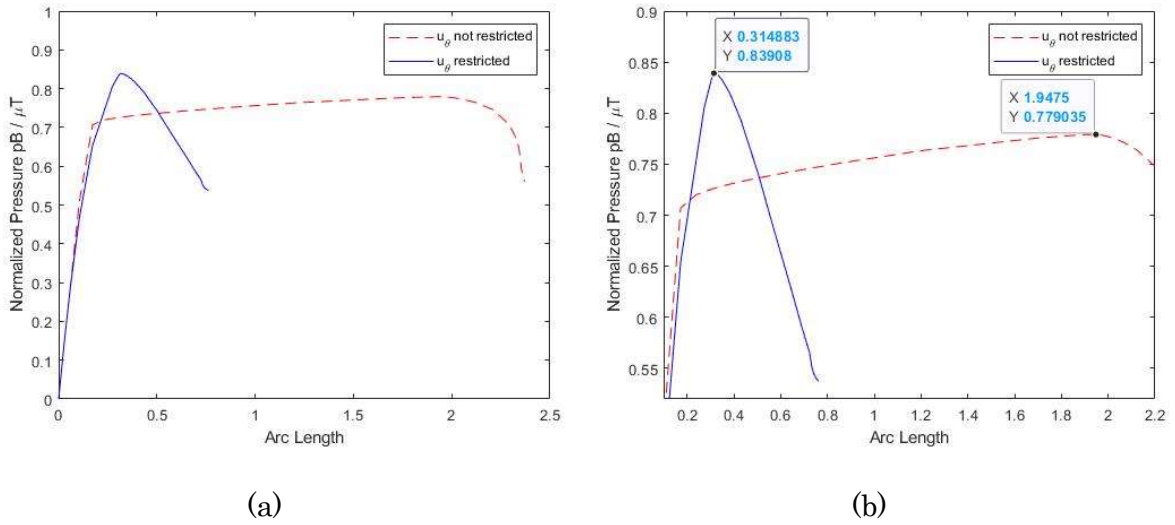 1
0.9
0.8
0.7
0.6
0.5
0.4
0.3
0.2
0.1
0
Normalized Pressure pB / μT
0 0.5 1 1.5 2 2.5
Arc Length
u_θ not restricted
u_θ restricted
(a)
0.9
0.85
0.8
0.75
0.7
0.65
0.6
0.55
Normalized Pressure pB / μT
0.2 0.4 0.6 0.8 1 1.2 1.4 1.6 1.8 2 2.2
Arc Length
X 0.314883
Y 0.83908
u_θ not restricted
u_θ restricted
X 1.9475
Y 0.779035
(b)